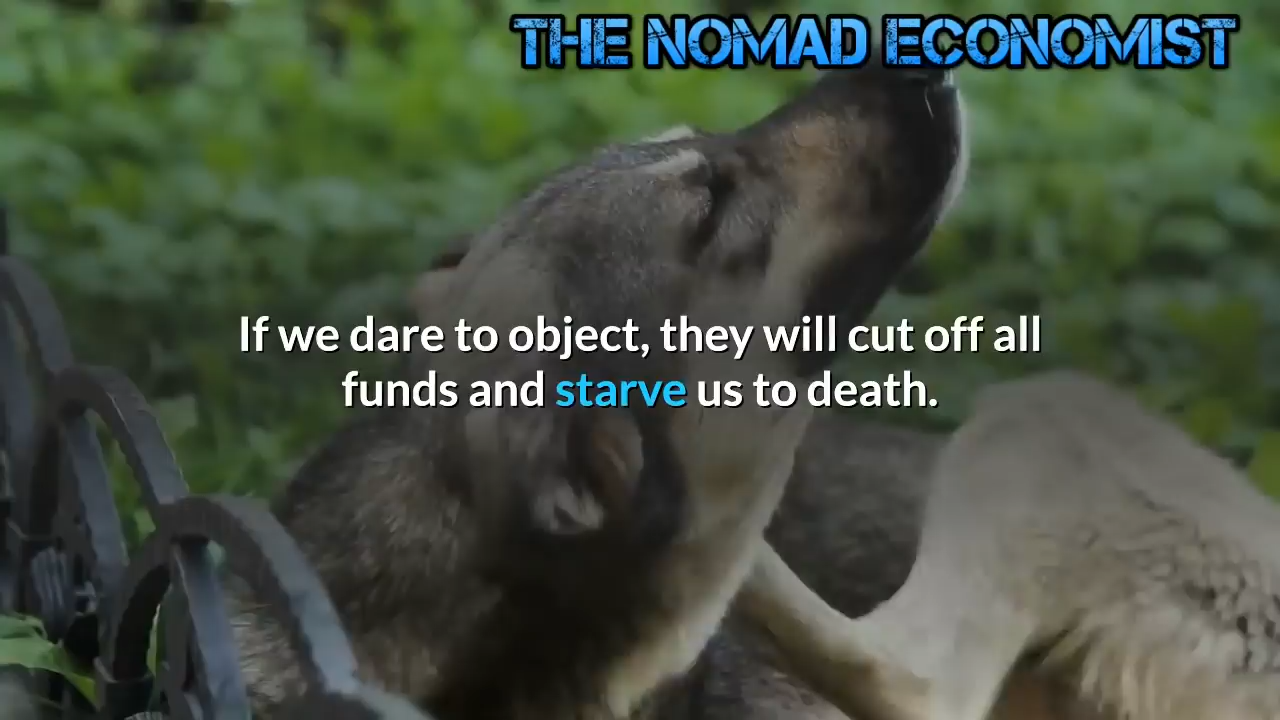 THE NOMAD ECONOMIST
If we dare to object, they will cut off all
funds and starve us to death.